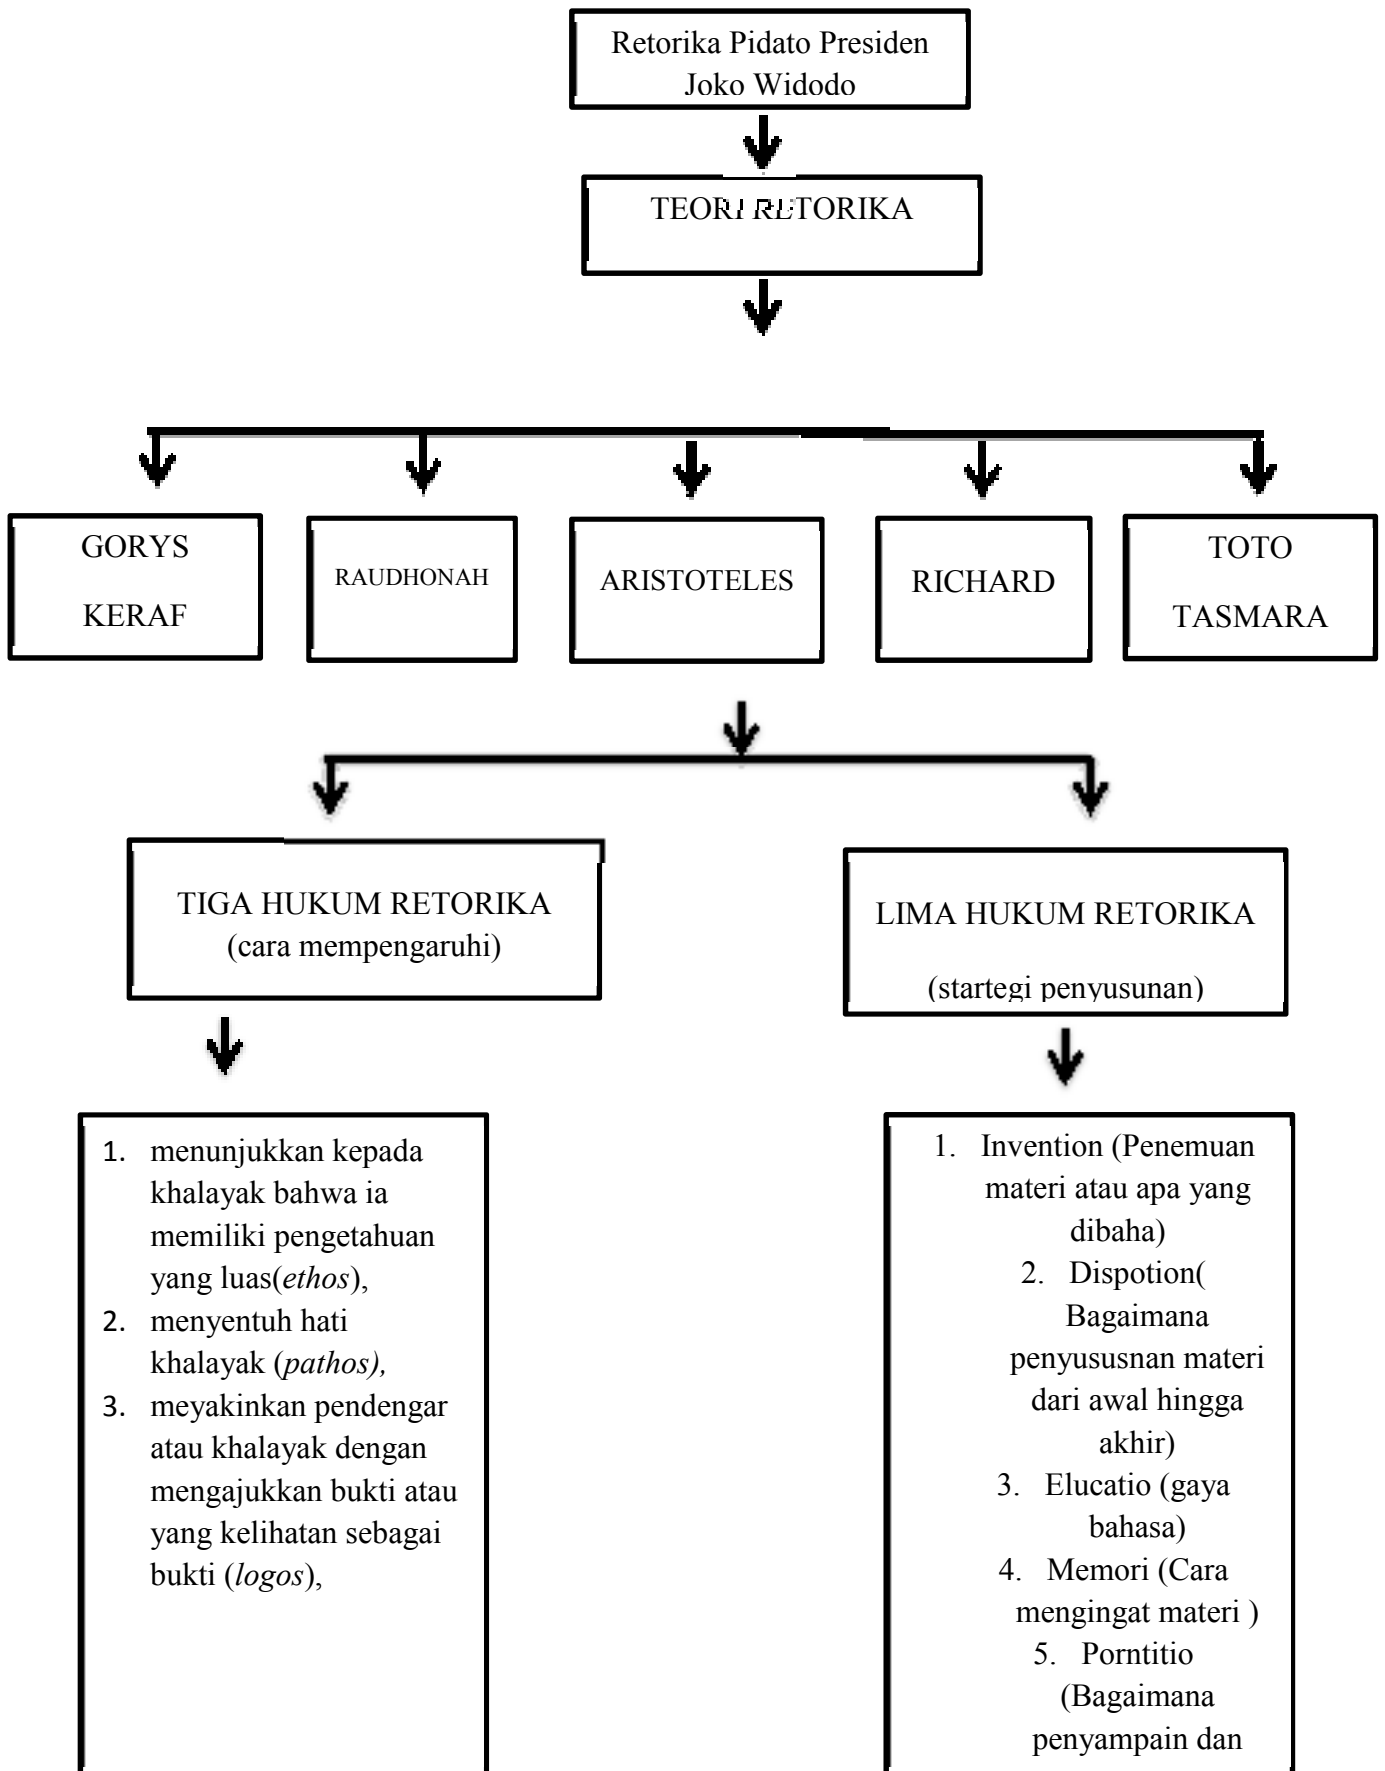 Retorika Pidato Presiden
Joko Widodo
TEORI RETORIKA
GORYS
KERAF
RAUDHONAH
ARISTOTELES
RICHARD
TOTO
TASMARA
TIGA HUKUM RETORIKA
(cara mempengaruhi)
LIMA HUKUM RETORIKA
(startegi penyusunan)
1. menunjukkan kepada
khalayak bahwa ia
memiliki pengetahuan
yang luas(ethos),
2. menyentuh hati
khalayak (pathos),
3. meyakinkan pendengar
atau khalayak dengan
mengajukkan bukti atau
yang kelihatan sebagai
bukti (logos),
1. Invention (Penemuan
materi atau apa yang
dibaha)
2. Dispotion(
Bagaimana
penyususnan materi
dari awal hingga
akhir)
3. Elucatio (gaya
bahasa)
4. Memori (Cara
mengingat materi )
5. Porntitio
(Bagaimana
penyampain dan